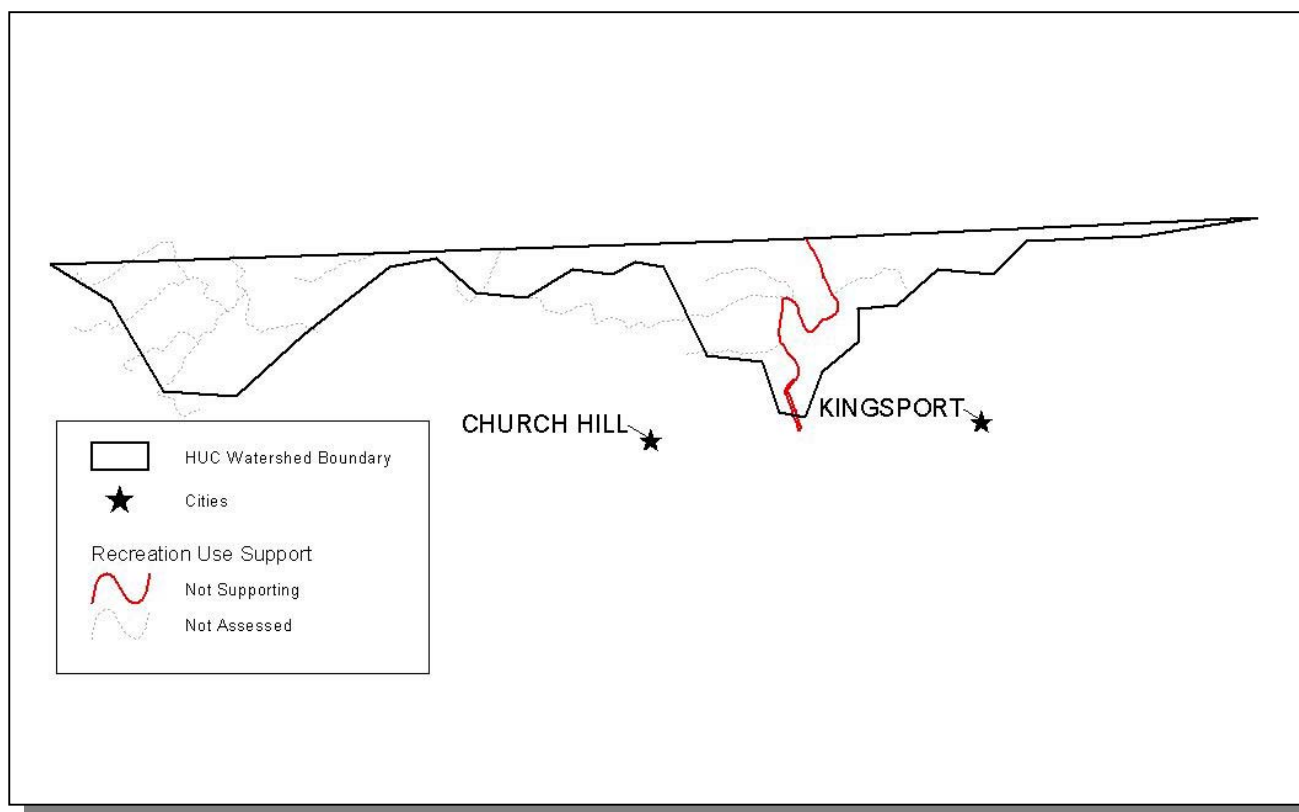 CHURCH HILL
KINGSPORT
HUC Watershed Boundary
Cities
Recreation Use Support
Not Supporting
Not Assessed